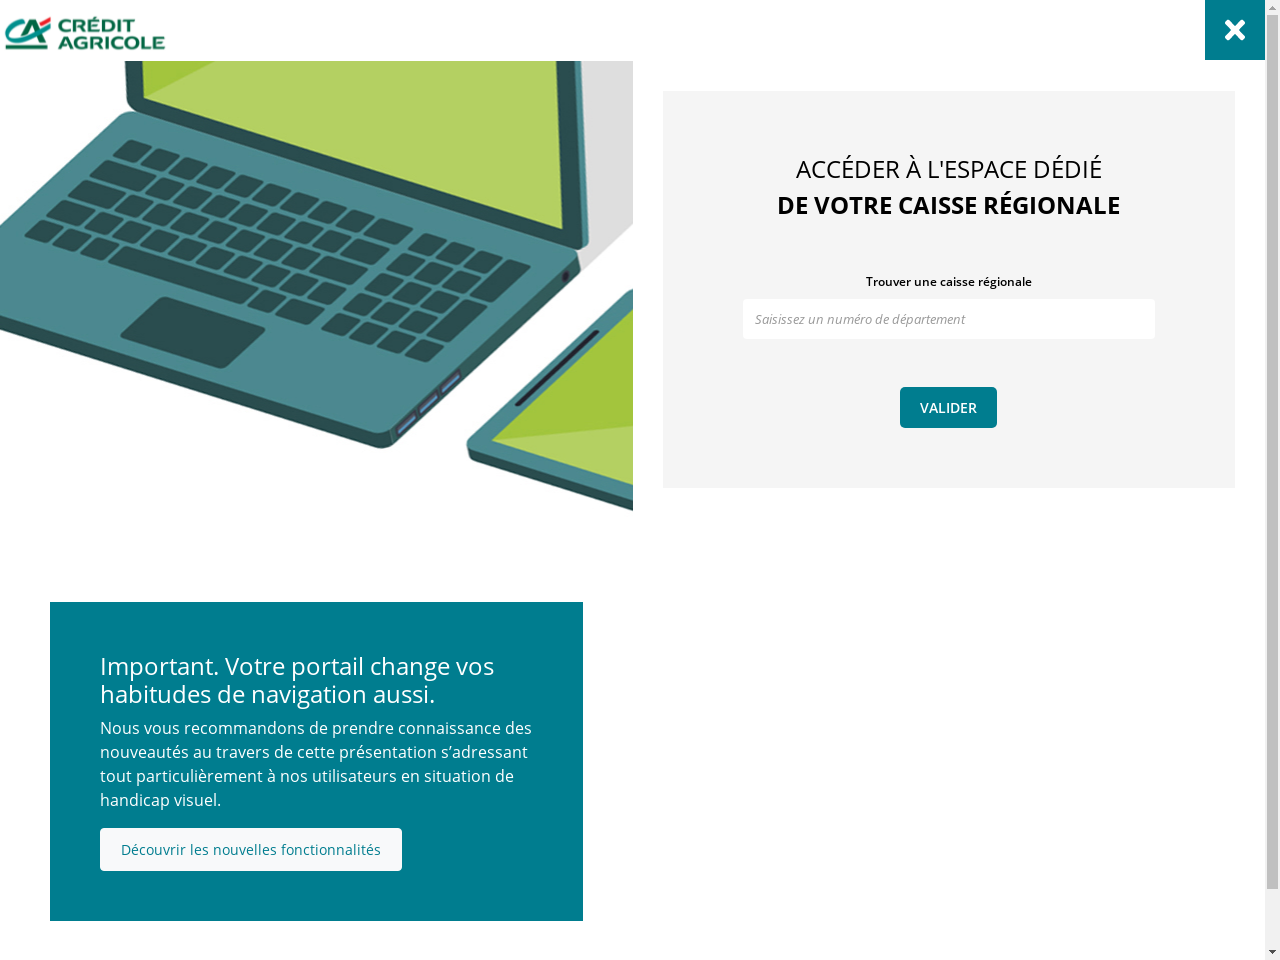 CRÉDIT
AGRICOLE
ACCÉDER À L'ESPACE DÉDIÉ
DE VOTRE CAISSE RÉGIONALE
Trouver une caisse régionale
Saisissez un numéro de département
VALIDER
Important. Votre portail change vos
habitudes de navigation aussi.
Nous vous recommandons de prendre connaissance des
nouveautés au travers de cette présentation s’adressant
tout particulièrement à nos utilisateurs en situation de
handicap visuel.
Découvrir les nouvelles fonctionnalités